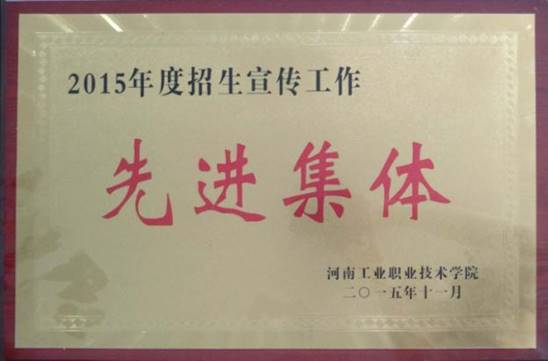 2015年度招生宣传工作
先进集体
河南工业职业技术学院
二〇一五年十一月